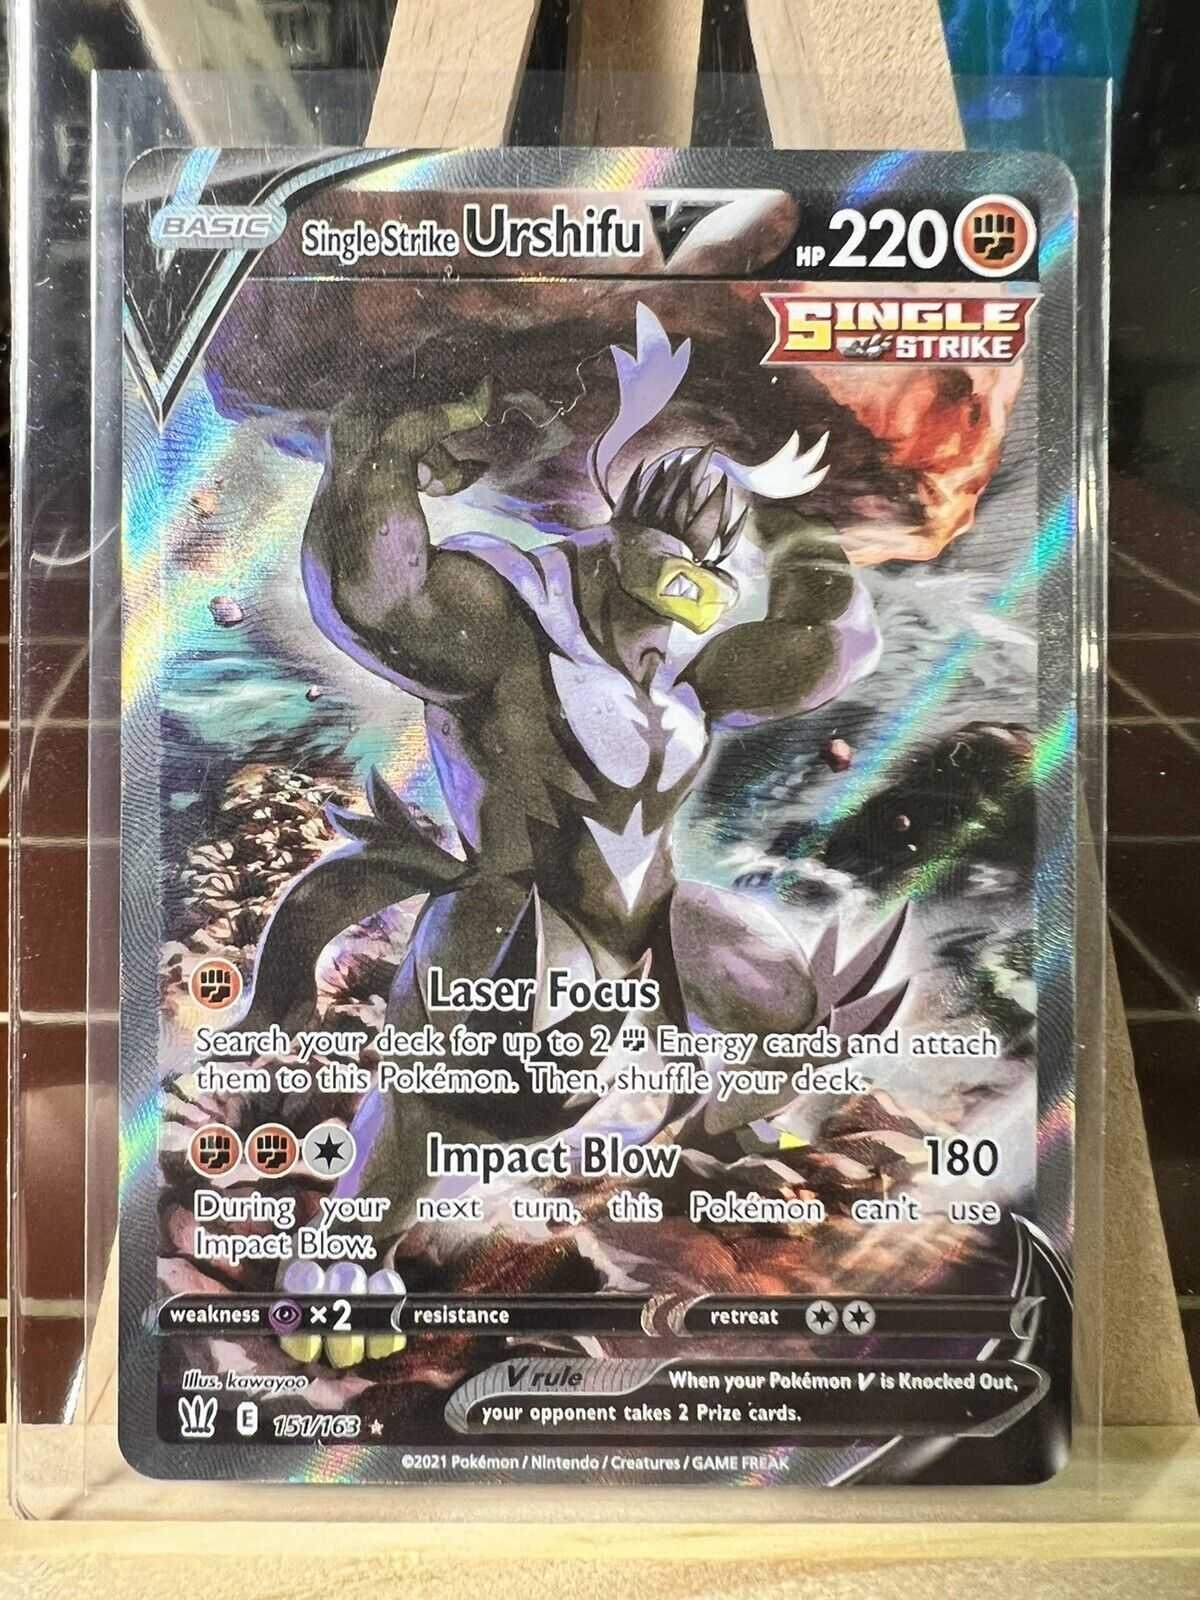 BASIC
Single Strike Urshifu V
HP 220
SINGLE
STRIKE
Laser Focus
Search your deck for up to 2 Energy cards and attach
them to this Pokémon. Then, shuffle your deck.
Impact Blow 180
During your next turn, this Pokémon can't use
Impact Blow.
weakness ×2 resistance retreat
Illus. kawayoo
V rule When your Pokémon V is Knocked Out,
your opponent takes 2 Prize cards.
E 151/163
©2021 Pokémon / Nintendo / Creatures / GAME FREAK